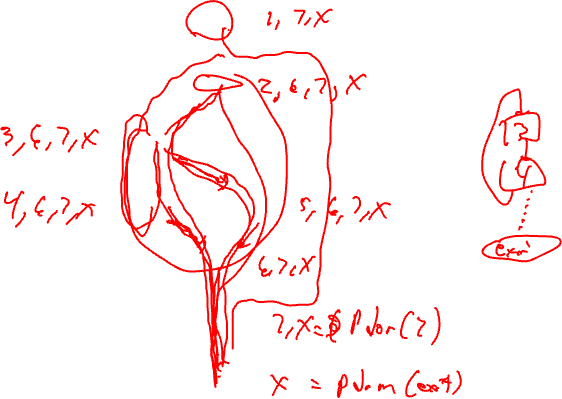 1, 7, X
2, 6, 7, X
3, 6, 7, X
4, 6, 7, X
5, 6, 7, X
6, 7, X
7, X = pdom(7)
X = pdom(exit)
3
4
exit